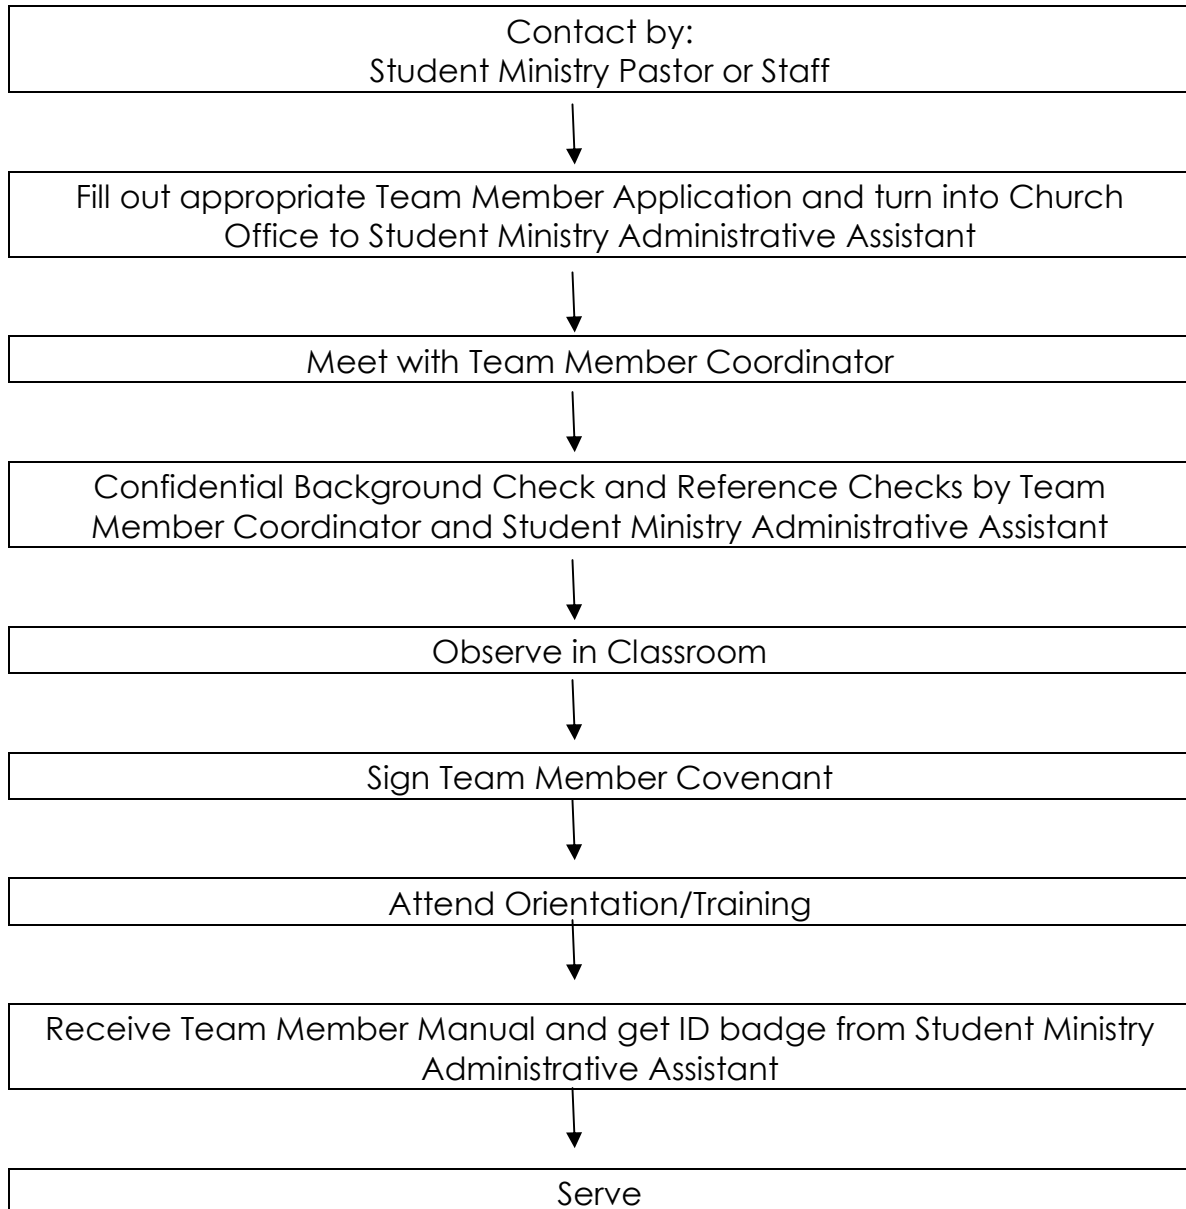 Contact by:
Student Ministry Pastor or Staff
Fill out appropriate Team Member Application and turn into Church
Office to Student Ministry Administrative Assistant
Meet with Team Member Coordinator
Confidential Background Check and Reference Checks by Team
Member Coordinator and Student Ministry Administrative Assistant
Observe in Classroom
Sign Team Member Covenant
Attend Orientation/Training
Receive Team Member Manual and get ID badge from Student Ministry
Administrative Assistant
Serve